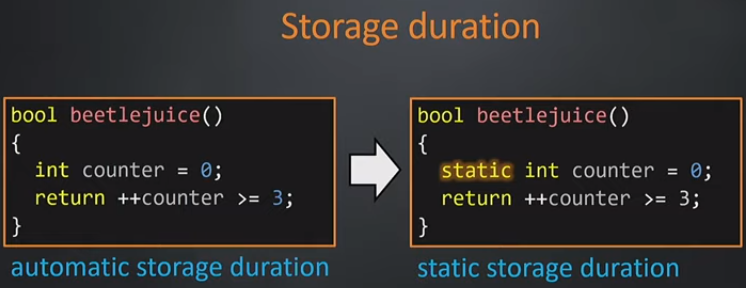 Storage duration
bool beetlejuice()
{
int counter = 0;
return ++counter >= 3;
}
automatic storage duration
bool beetlejuice()
{
static int counter = 0;
return ++counter >= 3;
}
static storage duration